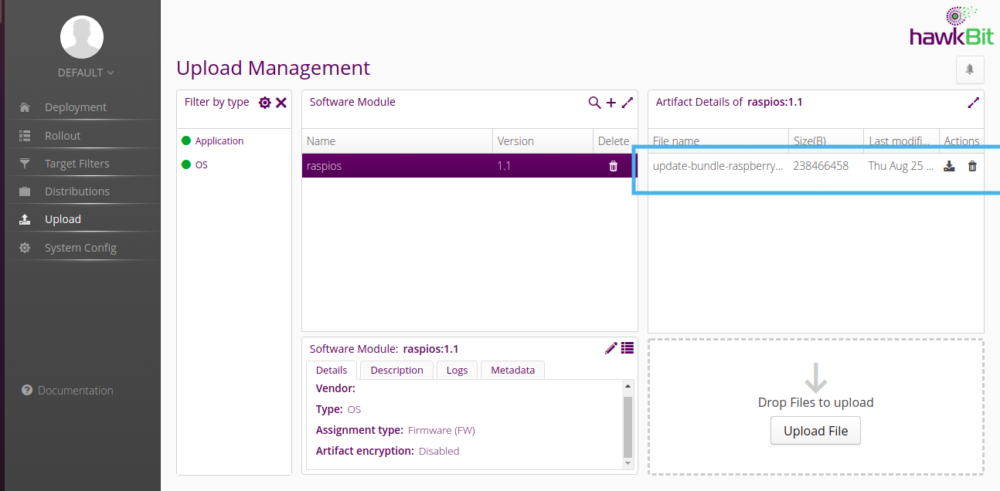 hawkBit
DEFAULT
Deployment
Rollout
Target Filters
Distributions
Upload
System Config
Documentation
Upload Management
Filter by type
Application
OS
Software Module
Name Version Delete
raspios 1.1
Software Module: raspios:1.1
Details Description Logs Metadata
Vendor:
Type: OS
Assignment type: Firmware (FW)
Artifact encryption: Disabled
Artifact Details of raspios:1.1
File name Size(B) Last modifi... Actions
update-bundle-raspberry... 238466458 Thu Aug 25 ...
Drop Files to upload
Upload File